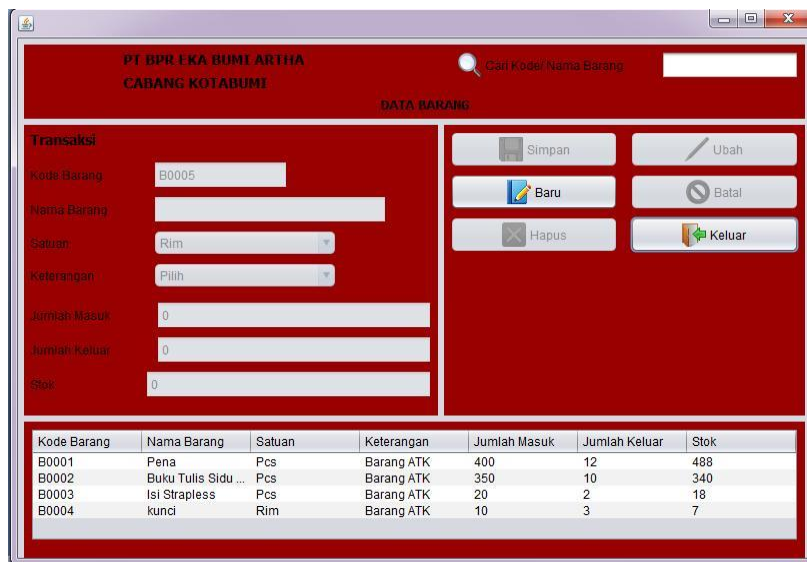 PT BPR EKA BUMI ARTHA
CABANG KOTABUMI
Cari Kode/ Nama Barang
DATA BARANG
Transaksi
Kode Barang B0005
Nama Barang
Satuan Rim
Keterangan Pilih
Jumlah Masuk 0
Jumlah Keluar 0
Stok 0
Simpan Ubah
Baru Batal
Hapus Keluar
Kode Barang Nama Barang Satuan Keterangan Jumlah Masuk Jumlah Keluar Stok
B0001 Pena Pcs Barang ATK 400 12 488
B0002 Buku Tulis Sidu ... Pcs Barang ATK 350 10 340
B0003 Isi Strapless Pcs Barang ATK 20 2 18
B0004 kunci Rim Barang ATK 10 3 7